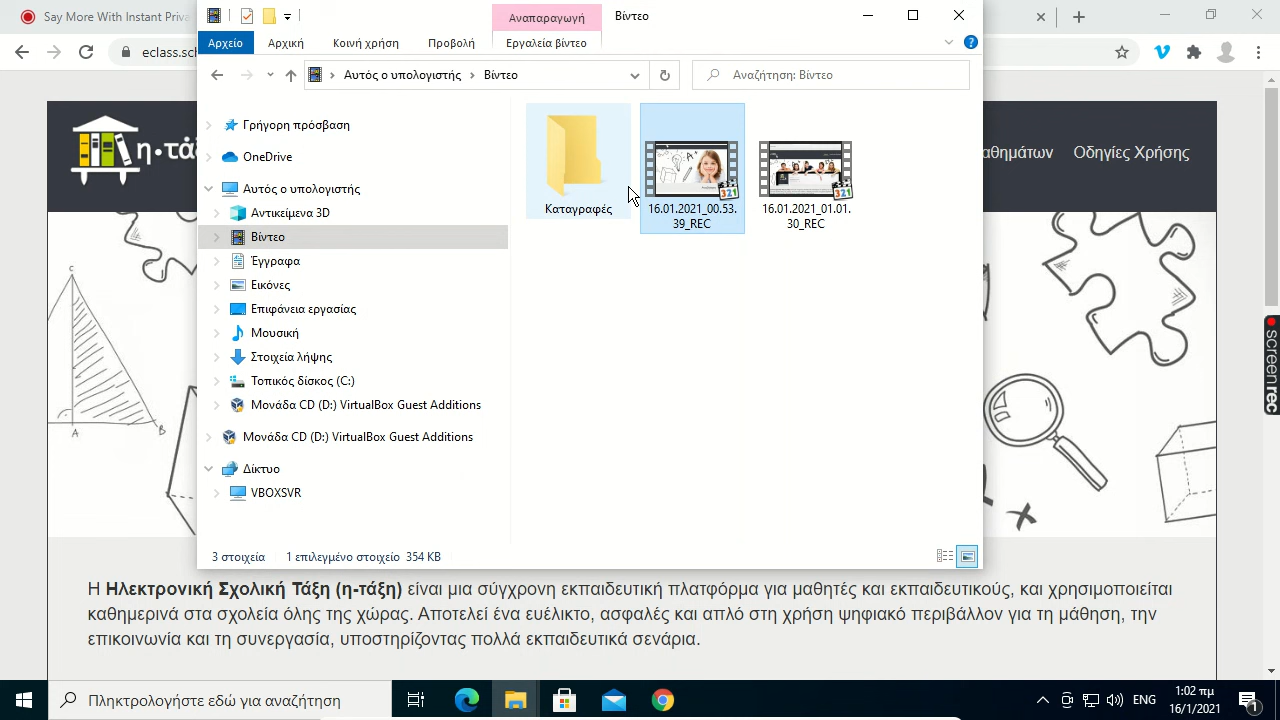 Say More With Instant Priva
Αναπαραγωγή
Βίντεο
Αρχείο
Αρχική
Κοινή χρήση
Προβολή
Εργαλεία βίντεο
eclass.sch
Αυτός ο υπολογιστής
Βίντεο
Αναζήτηση: Βίντεο
Γρήγορη πρόσβαση
OneDrive
Αυτός ο υπολογιστής
Αντικείμενα 3D
Βίντεο
Έγγραφα
Εικόνες
Επιφάνεια εργασίας
Μουσική
Στοιχεία λήψης
Τοπικός δίσκος (C:)
Μονάδα CD (D:) VirtualBox Guest Additions
Μονάδα CD (D:) VirtualBox Guest Additions
Δίκτυο
VBOXSVR
Καταγραφές
16.01.2021_00.53.
39_REC
16.01.2021_01.01.
30_REC
3 στοιχεία
1 επιλεγμένο στοιχείο 354 KB
η·τάξ
αθημάτων
Οδηγίες Χρήσης
C
A
B
screenrec
Η Ηλεκτρονική Σχολική Τάξη (η-τάξη) είναι μια σύγχρονη εκπαιδευτική πλατφόρμα για μαθητές και εκπαιδευτικούς, και χρησιμοποιείται
καθημερινά στα σχολεία όλης της χώρας. Αποτελεί ένα ευέλικτο, ασφαλές και απλό στη χρήση ψηφιακό περιβάλλον για τη μάθηση, την
επικοινωνία και τη συνεργασία, υποστηρίζοντας πολλά εκπαιδευτικά σενάρια.
Πληκτρολογήστε εδώ για αναζήτηση
ENG
1:02 πμ
16/1/2021
1